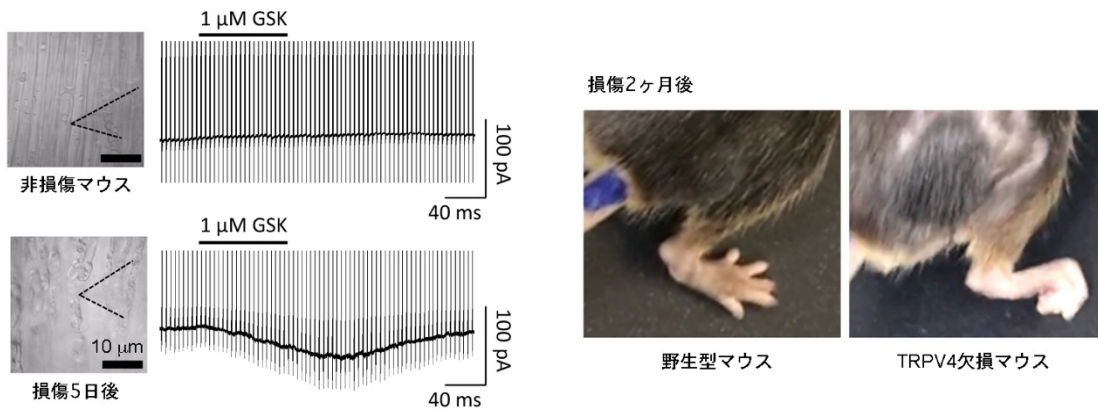 1 μM GSK
非損傷マウス
100 pA
40 ms
1 μM GSK
10 μm
損傷5日後
100 pA
40 ms
損傷2ヶ月後
野生型マウス
TRPV4欠損マウス